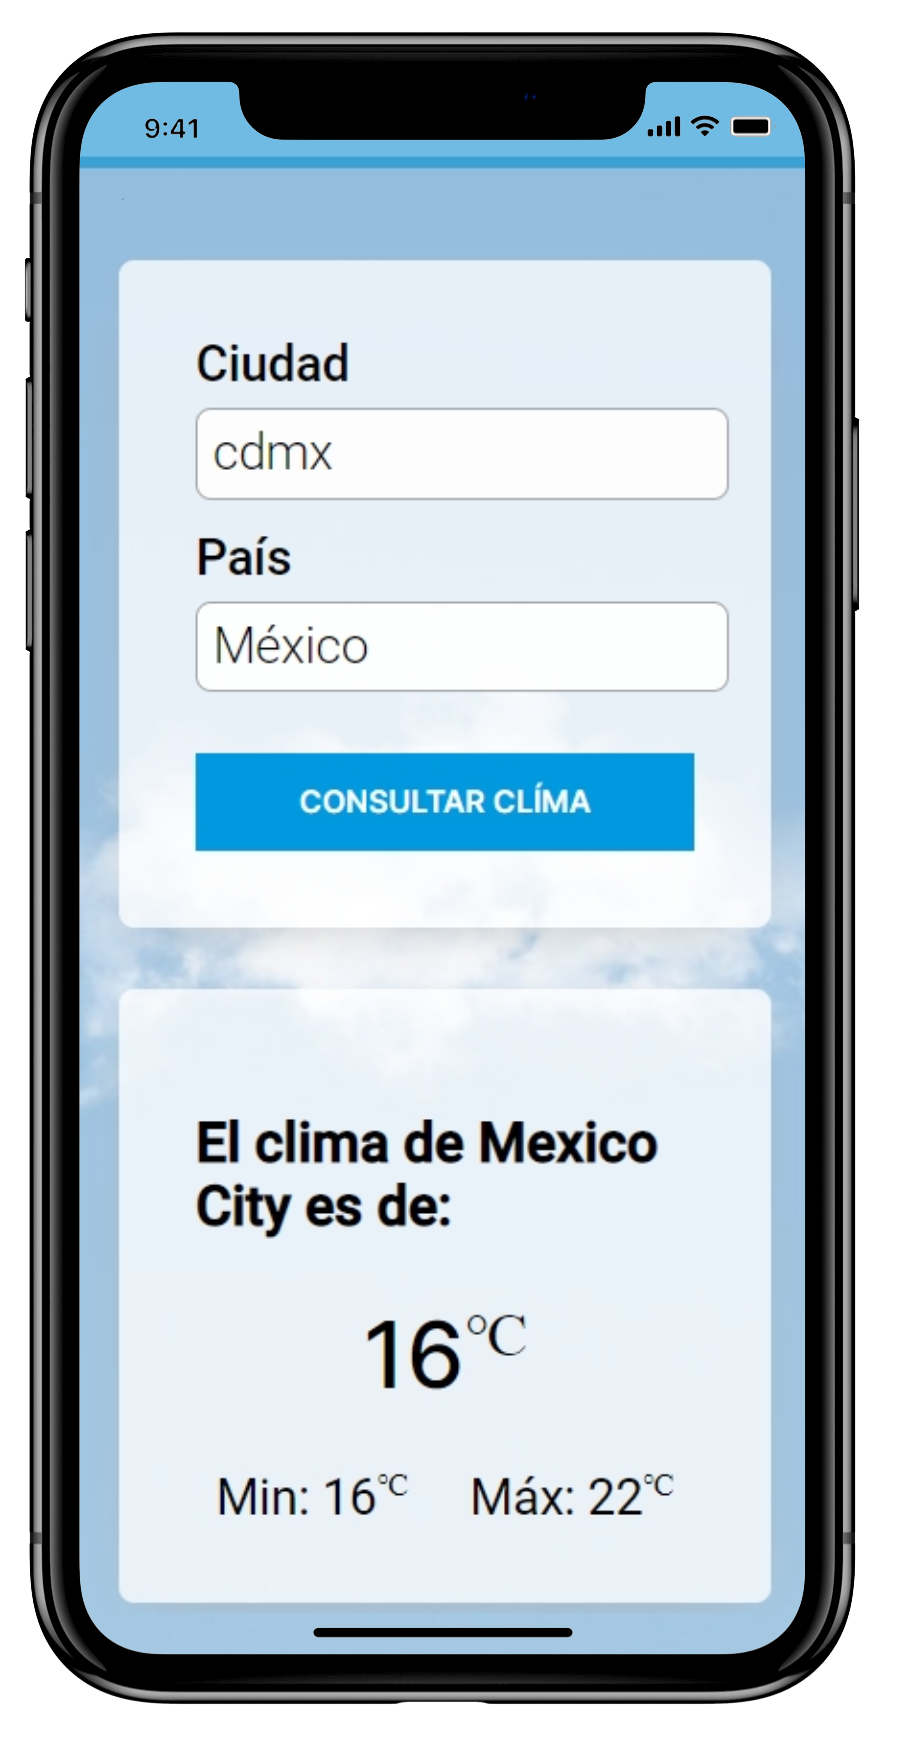 9:41
Ciudad
cdmx
País
México
CONSULTAR CLÍMA
El clima de Mexico
City es de:
16℃
Min: 16℃ Máx: 22℃